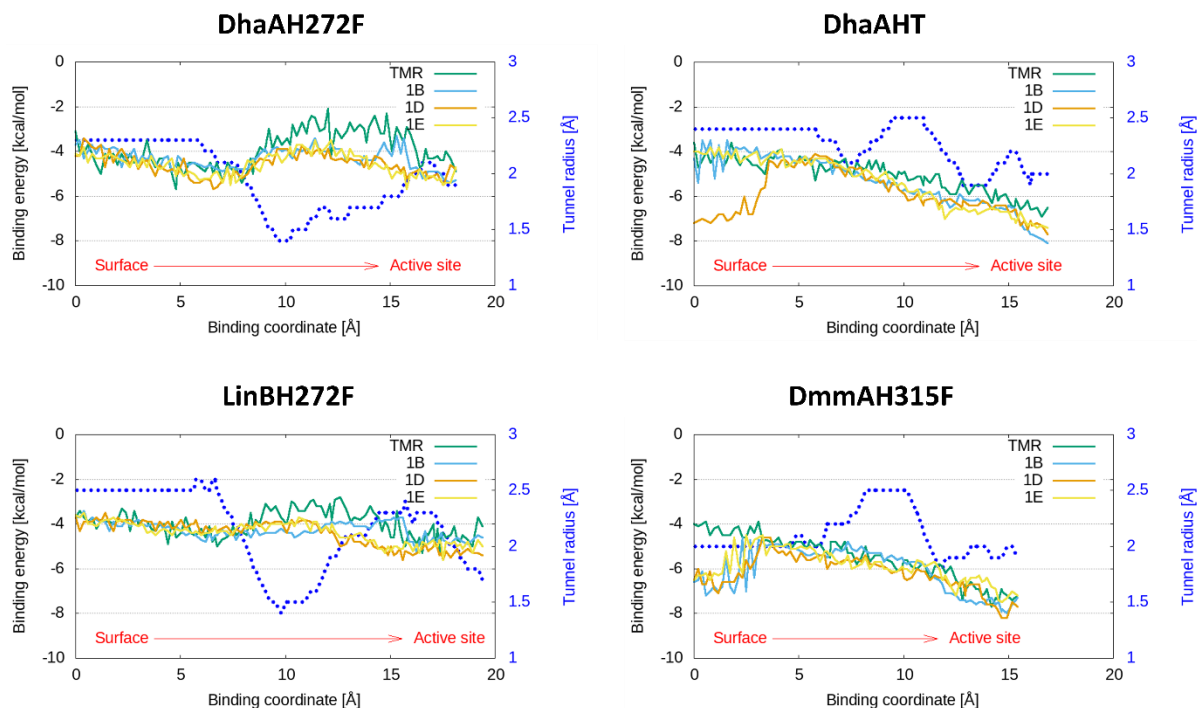 DhaAH272F
Binding energy [kcal/mol]
0
-2
-4
-6
-8
-10
TMR
1B
1D
1E
Surface
Active site
0
5
10
15
20
Binding coordinate [Å]
3
2.5
2
1.5
1
Tunnel radius [Å]
DhaAHT
Binding energy [kcal/mol]
0
-2
-4
-6
-8
-10
TMR
1B
1D
1E
Surface
Active site
0
5
10
15
20
Binding coordinate [Å]
3
2.5
2
1.5
1
Tunnel radius [Å]
LinBH272F
Binding energy [kcal/mol]
0
-2
-4
-6
-8
-10
TMR
1B
1D
1E
Surface
Active site
0
5
10
15
20
Binding coordinate [Å]
3
2.5
2
1.5
1
Tunnel radius [Å]
DmmAH315F
Binding energy [kcal/mol]
0
-2
-4
-6
-8
-10
TMR
1B
1D
1E
Surface
Active site
0
5
10
15
20
Binding coordinate [Å]
3
2.5
2
1.5
1
Tunnel radius [Å]